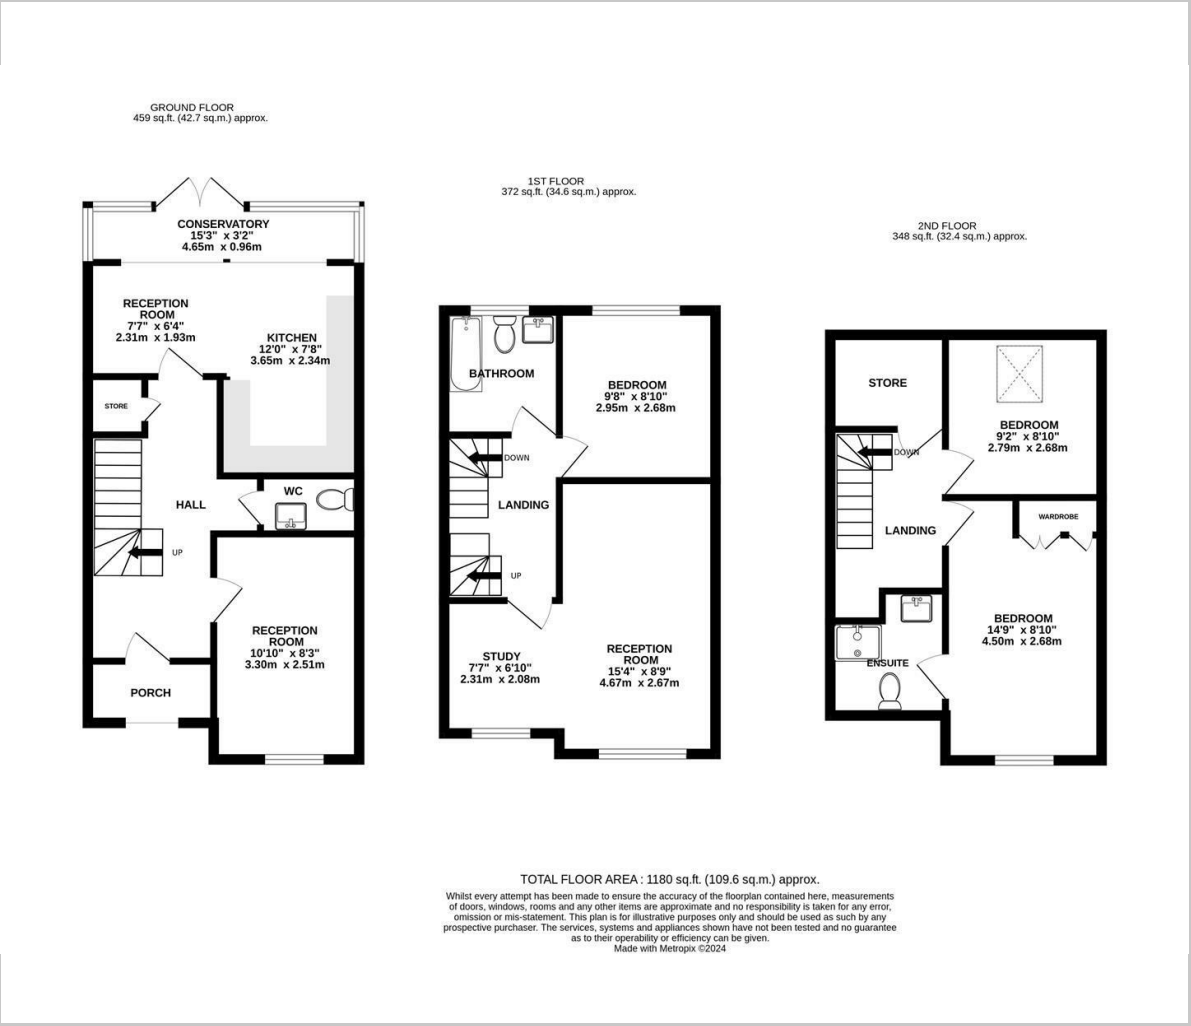 GROUND FLOOR
459 sq.ft. (42.7 sq.m.) approx.
CONSERVATORY
15'3" x 3'2"
4.65m x 0.96m
RECEPTION
ROOM
7'7" x 6'4"
2.31m x 1.93m
KITCHEN
12'0" x 7'8"
3.65m x 2.34m
STORE
HALL
WC
UP
RECEPTION
ROOM
10'10" x 8'3"
3.30m x 2.51m
PORCH
1ST FLOOR
372 sq.ft. (34.6 sq.m.) approx.
BATHROOM
BEDROOM
9'8" x 8'10"
2.95m x 2.68m
DOWN
LANDING
UP
STUDY
7'7" x 6'10"
2.31m x 2.08m
RECEPTION
ROOM
15'4" x 8'9"
4.67m x 2.67m
2ND FLOOR
348 sq.ft. (32.4 sq.m.) approx.
STORE
BEDROOM
9'2" x 8'10"
2.79m x 2.68m
DOWN
LANDING
WARDROBE
BEDROOM
14'9" x 8'10"
4.50m x 2.68m
ENSUITE
TOTAL FLOOR AREA : 1180 sq.ft. (109.6 sq.m.) approx.
Whilst every attempt has been made to ensure the accuracy of the floorplan contained here, measurements
of doors, windows, rooms and any other items are approximate and no responsibility is taken for any error,
omission or mis-statement. This plan is for illustrative purposes only and should be used as such by any
prospective purchaser. The services, systems and appliances shown have not been tested and no guarantee
as to their operability or efficiency can be given.
Made with Metropix ©2024